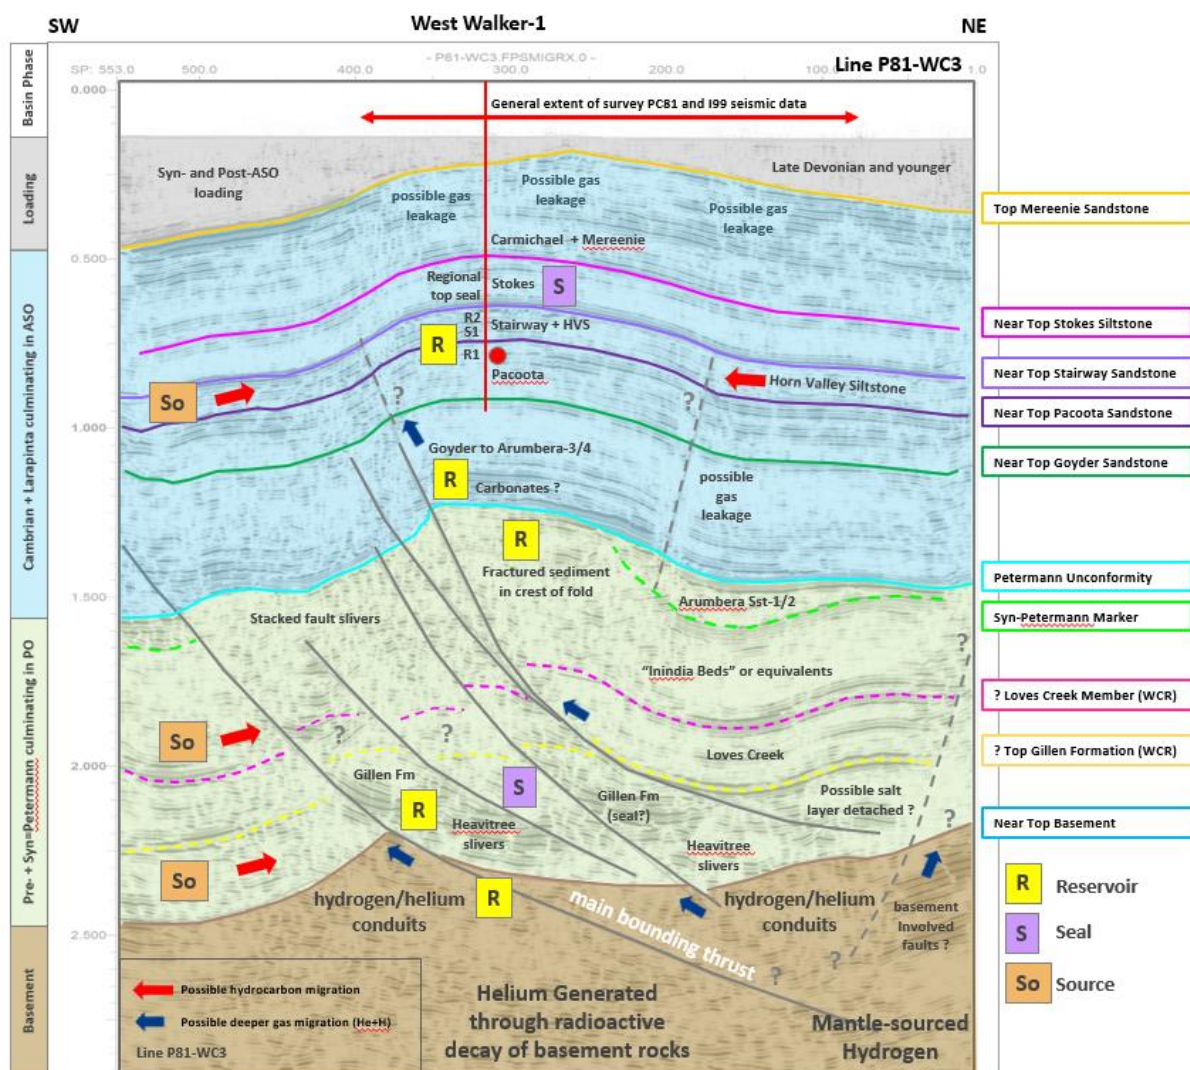 SW
West Walker-1
NE
- P81-WC3.FPSMIGRX.0 -
Line P81-WC3
SP: 553.0
500.0
400.0
300.0
200.0
100.0
1.0
Basin Phase
0.000
General extent of survey PC81 and I99 seismic data
Loading
Syn- and Post-ASO
loading
Late Devonian and younger
possible gas
leakage
Possible gas
leakage
Possible gas
leakage
Top Mereenie Sandstone
Carmichael + Mereenie
Cambrian + Larapinta culminating in ASO
0.500
Regional
top seal
Stokes
S
R2
S1
R1
Stairway + HVS
R
Pacoota
Near Top Stokes Siltstone
Near Top Stairway Sandstone
Near Top Pacoota Sandstone
Near Top Goyder Sandstone
So
Horn Valley Siltstone
?
?
1.000
Goyder to Arumbera-3/4
R
Carbonates ?
possible
gas
leakage
R
Fractured sediment
in crest of fold
Petermann Unconformity
1.500
Stacked fault slivers
Arumbera Sst-1/2
Syn-Petermann Marker
?
Pre- + Syn=Petermann culminating in PO
"Inindia Beds" or equivalents
? Loves Creek Member (WCR)
So
?
?
Loves Creek
? Top Gillen Formation (WCR)
2.000
Gillen Fm
S
Gillen Fm
(seal?)
Possible salt
layer detached ?
R
Heavitree
slivers
?
Near Top Basement
Heavitree
slivers
So
R
Reservoir
R
hydrogen/helium
conduits
hydrogen/helium
conduits
basement
Involved
faults ?
S
Seal
2.500
main bounding thrust
?
?
So
Source
Basement
Possible hydrocarbon migration
Possible deeper gas migration (He+H)
Line P81-WC3
Helium Generated
through radioactive
decay of basement rocks
Mantle-sourced
Hydrogen